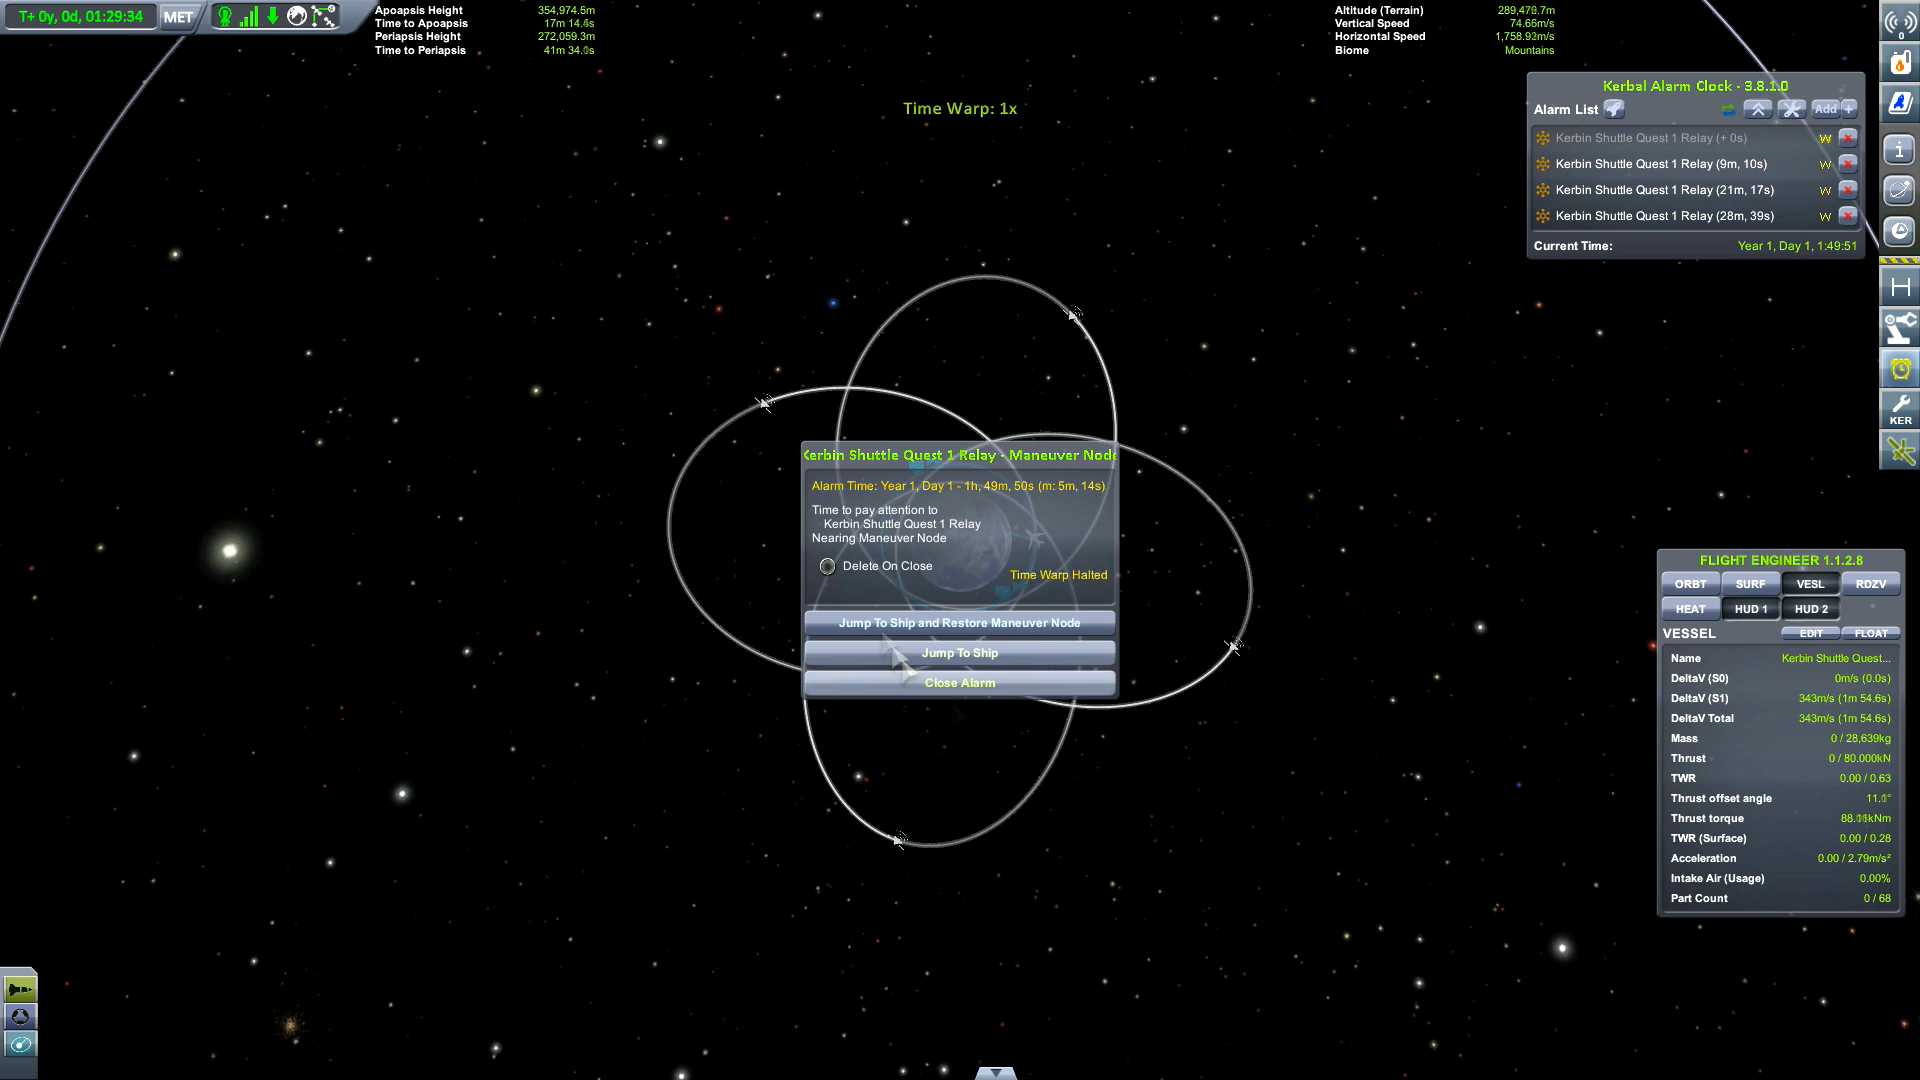 T+ 0y, 0d, 01:29:34 MET
Apoapsis Height 354,974.5m
Time to Apoapsis 17m 14.6s
Periapsis Height 272,059.3m
Time to Periapsis 41m 34.0s
Altitude (Terrain) 289,479.7m
Vertical Speed 74.66m/s
Horizontal Speed 1,758.92m/s
Biome Mountains
Time Warp: 1x
Kerbal Alarm Clock - 3.8.1.0
Alarm List Add +
Kerbin Shuttle Quest 1 Relay (+ 0s) W
Kerbin Shuttle Quest 1 Relay (9m, 10s) W
Kerbin Shuttle Quest 1 Relay (21m, 17s) W
Kerbin Shuttle Quest 1 Relay (28m, 39s) W
Current Time: Year 1, Day 1, 1:49:51
0
KER
Kerbin Shuttle Quest 1 Relay - Maneuver Node
Alarm Time: Year 1, Day 1 - 1h, 49m, 50s (m: 5m, 14s)
Time to pay attention to
Kerbin Shuttle Quest 1 Relay
Nearing Maneuver Node
Delete On Close
Time Warp Halted
Jump To Ship and Restore Maneuver Node
Jump To Ship
Close Alarm
FLIGHT ENGINEER 1.1.2.8
ORBT SURF VESL RDZV
HEAT HUD 1 HUD 2
VESSEL EDIT FLOAT
Name Kerbin Shuttle Quest...
DeltaV (S0) 0m/s (0.0s)
DeltaV (S1) 343m/s (1m 54.6s)
DeltaV Total 343m/s (1m 54.6s)
Mass 0 / 28,639kg
Thrust 0 / 80.000kN
TWR 0.00 / 0.63
Thrust offset angle
Thrust torque
TWR (Surface) 0.00 / 0.28
Acceleration 0.00 / 2.79m/s²
Intake Air (Usage) 0.00%
Part Count 0 / 68